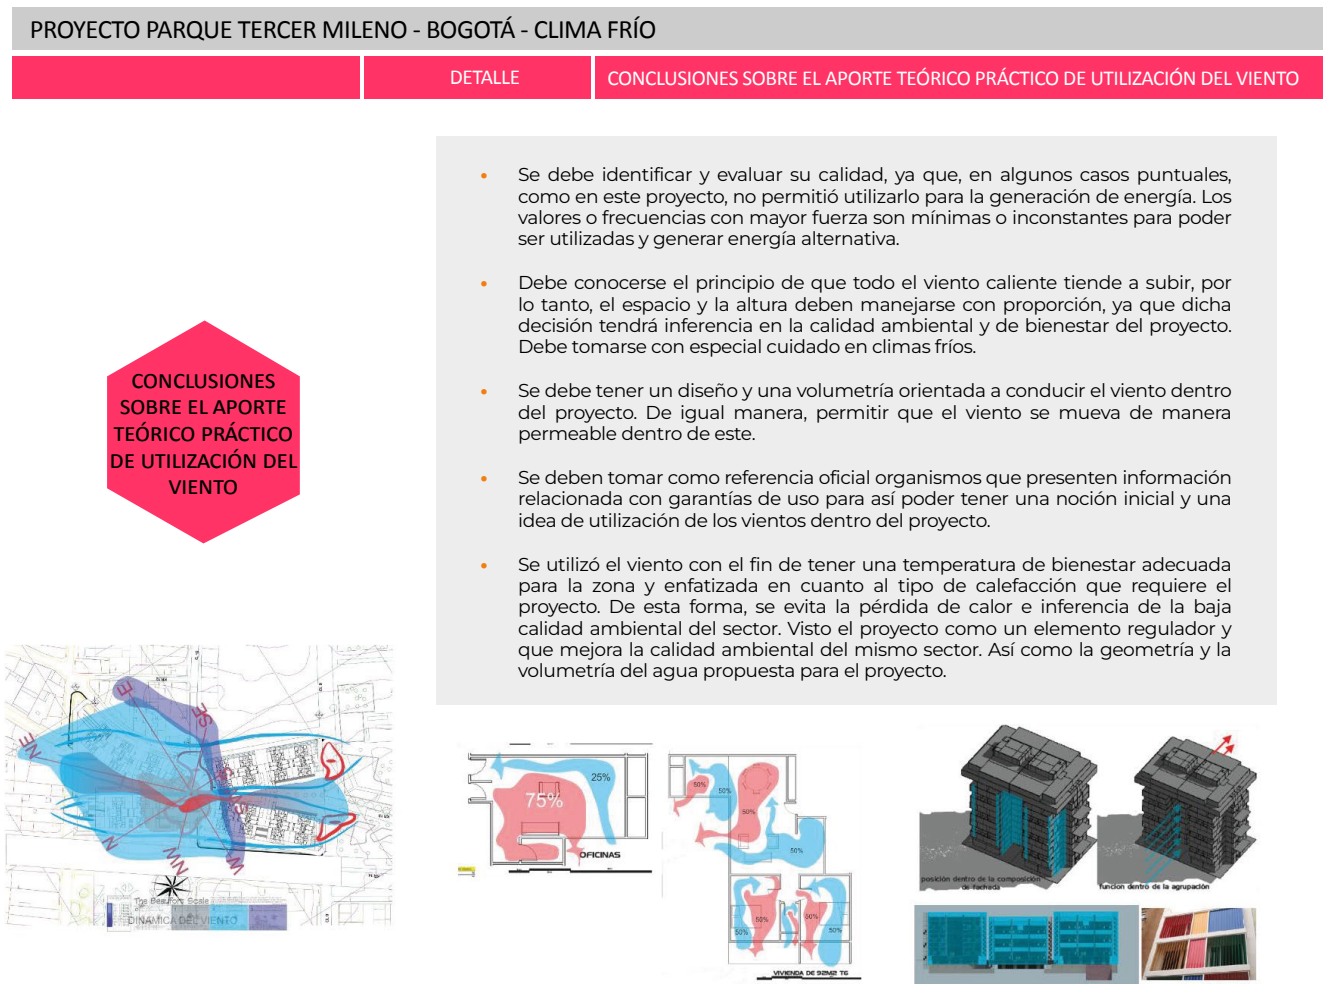 PROYECTO PARQUE TERCER MILENO - BOGOTÁ - CLIMA FRÍO
DETALLE
CONCLUSIONES SOBRE EL APORTE TEÓRICO PRÁCTICO DE UTILIZACIÓN DEL VIENTO
• Se debe identificar y evaluar su calidad, ya que, en algunos casos puntuales,
como en este proyecto, no permitió utilizarlo para la generación de energía. Los
valores o frecuencias con mayor fuerza son mínimas o inconstantes para poder
ser utilizadas y generar energía alternativa.
• Debe conocerse el principio de que todo el viento caliente tiende a subir, por
lo tanto, el espacio y la altura deben manejarse con proporción, ya que dicha
decisión tendrá inferencia en la calidad ambiental y de bienestar del proyecto.
Debe tomarse con especial cuidado en climas fríos.
• Se debe tener un diseño y una volumetría orientada a conducir el viento dentro
del proyecto. De igual manera, permitir que el viento se mueva de manera
permeable dentro de este.
• Se deben tomar como referencia oficial organismos que presenten información
relacionada con garantías de uso para así poder tener una noción inicial y una
idea de utilización de los vientos dentro del proyecto.
• Se utilizó el viento con el fin de tener una temperatura de bienestar adecuada
para la zona y enfatizada en cuanto al tipo de calefacción que requiere el
proyecto. De esta forma, se evita la pérdida de calor e inferencia de la baja
calidad ambiental del sector. Visto el proyecto como un elemento regulador y
que mejora la calidad ambiental del mismo sector. Así como la geometría y la
volumetría del agua propuesta para el proyecto.
CONCLUSIONES
SOBRE EL APORTE
TEÓRICO PRÁCTICO
DE UTILIZACIÓN DEL
VIENTO
E
SE
NE
S
N
NW
W
The Beaufort Scale
DINAMICA DEL VIENTO
25%
75%
OFICINAS
50%
50%
50%
50%
50%
50%
50%
50%
VIVIENDA DE 92M2 T6
posición dentro de la composición
de fachada
funcion dentro de la agrupación